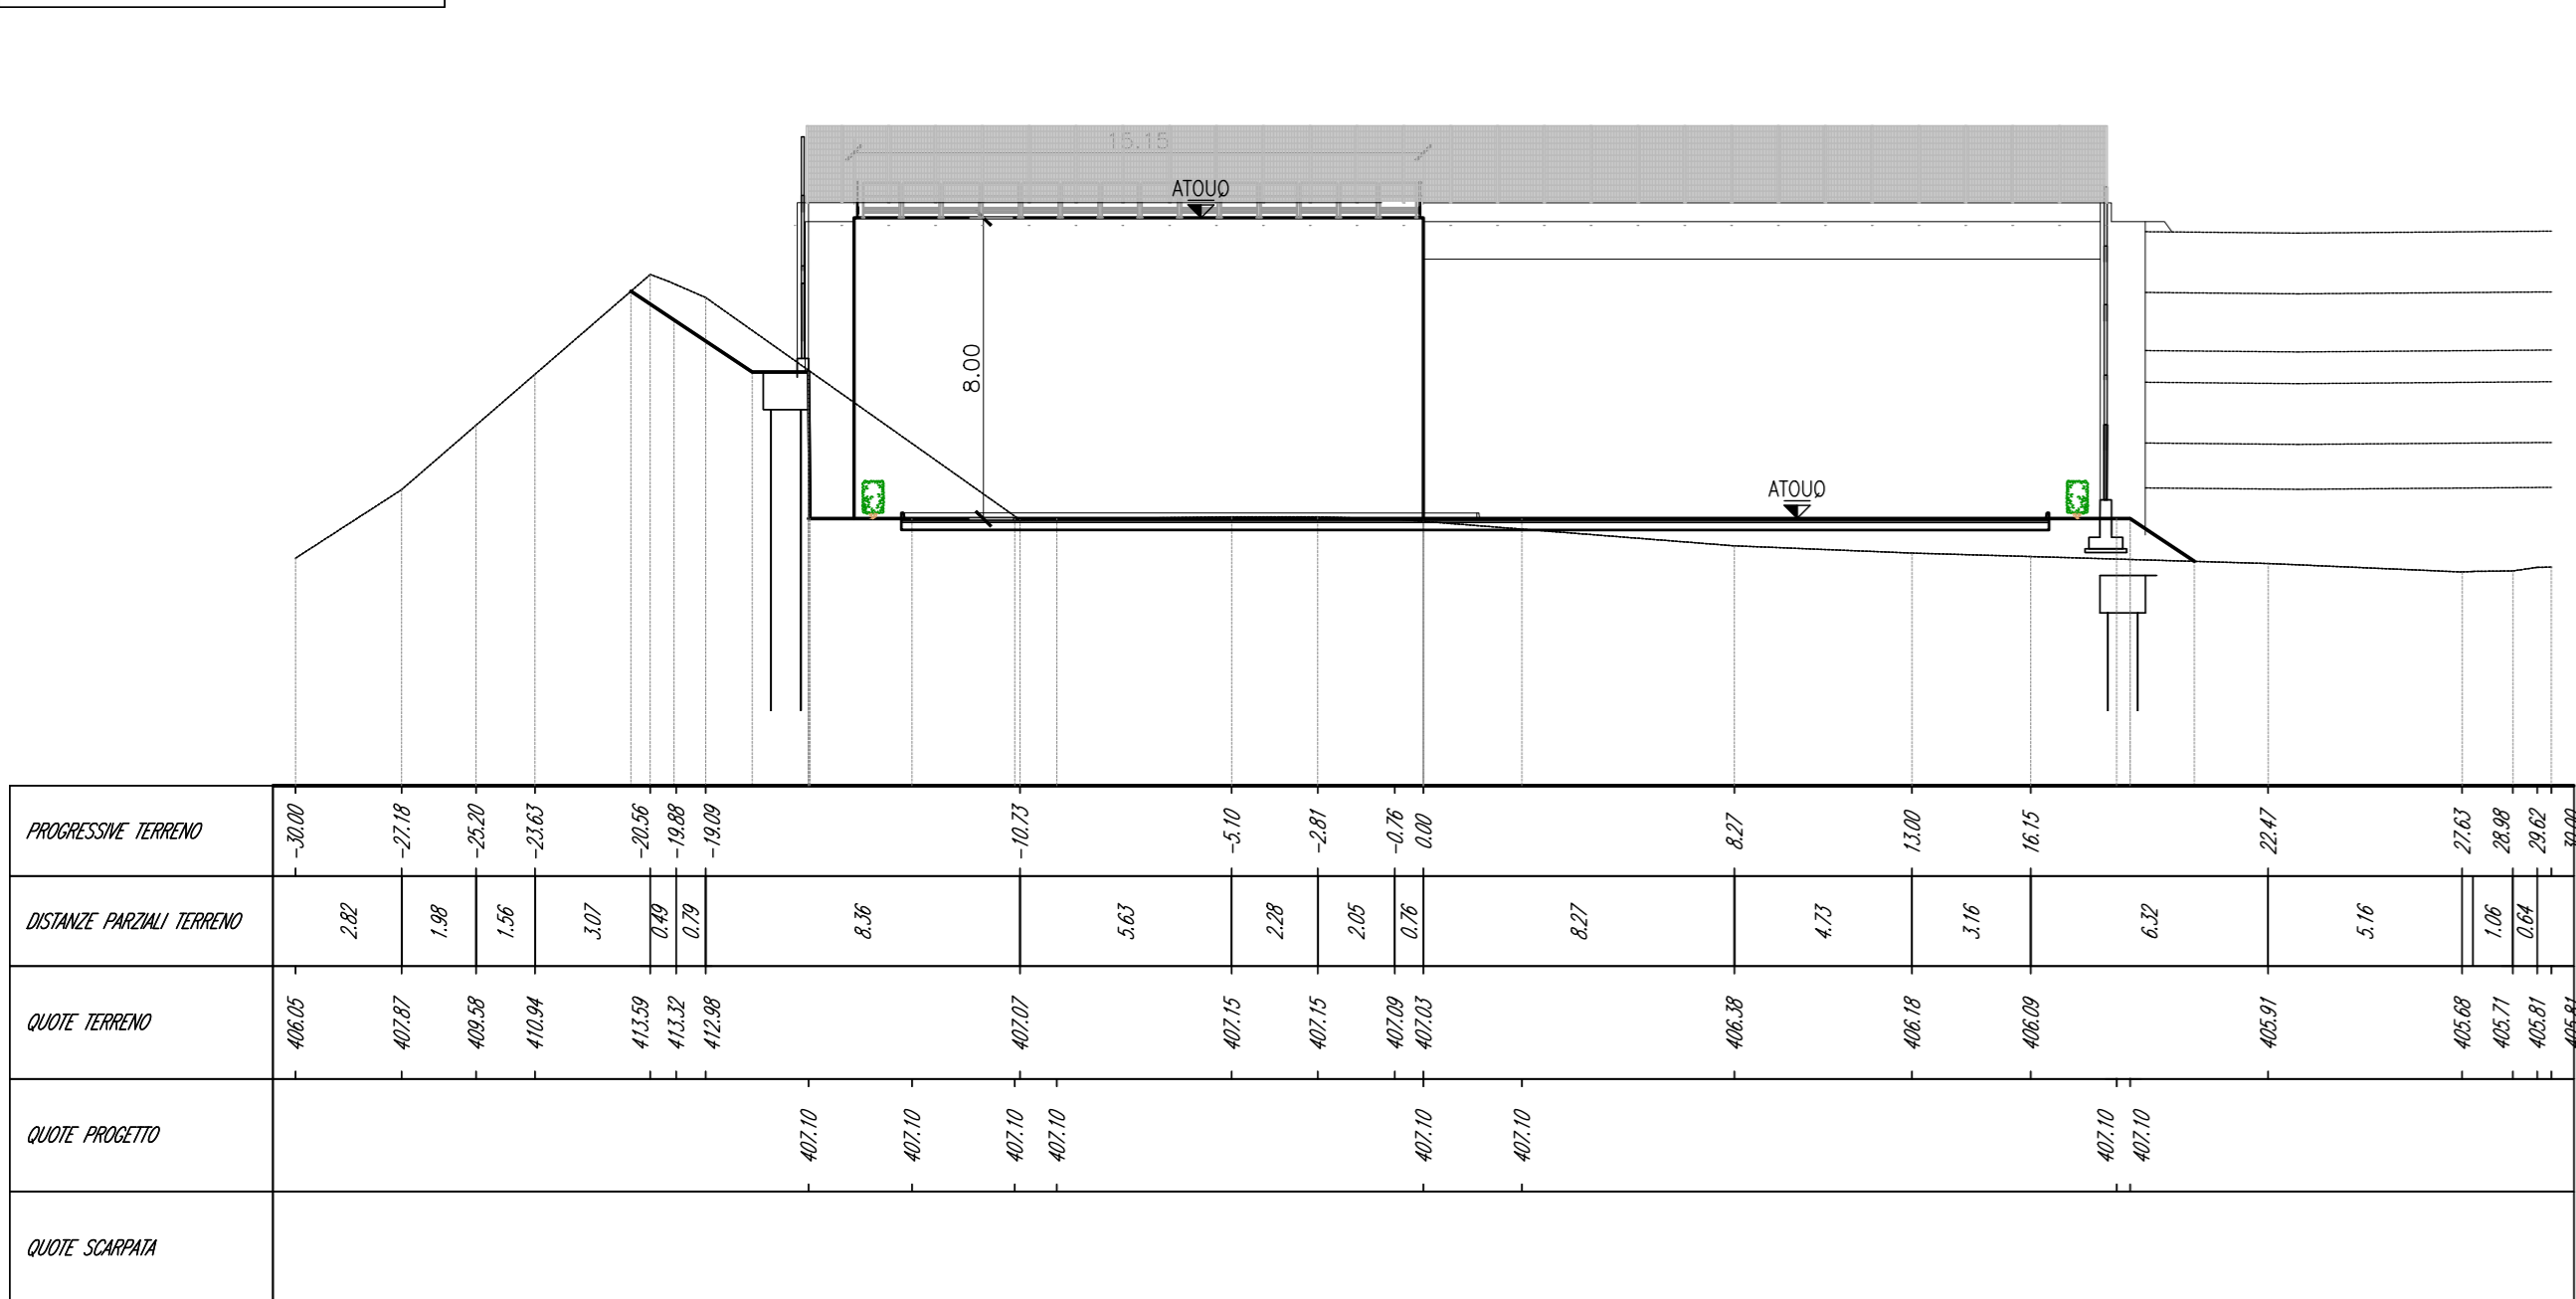 15.15
ATOUØ
8.00
ATOUØ
PROGRESSIVE TERRENO -30.00 -27.18 -25.20 -23.63 -20.56 -19.88 -19.09 -10.73 -5.10 -2.81 -0.76 0.00 8.27 13.00 16.15 22.47 27.63 28.98 29.62 30.00
DISTANZE PARZIALI TERRENO 2.82 1.98 1.56 3.07 0.49 0.79 8.36 5.63 2.28 2.05 0.76 8.27 4.73 3.16 6.32 5.16 1.06 0.64
QUOTE TERRENO 406.05 407.87 409.58 410.94 413.59 413.32 412.98 407.07 407.15 407.15 407.09 407.03 406.38 406.18 406.09 405.91 405.68 405.71 405.81 405.81
QUOTE PROGETTO 407.10 407.10 407.10 407.10 407.10 407.10 407.10 407.10
QUOTE SCARPATA